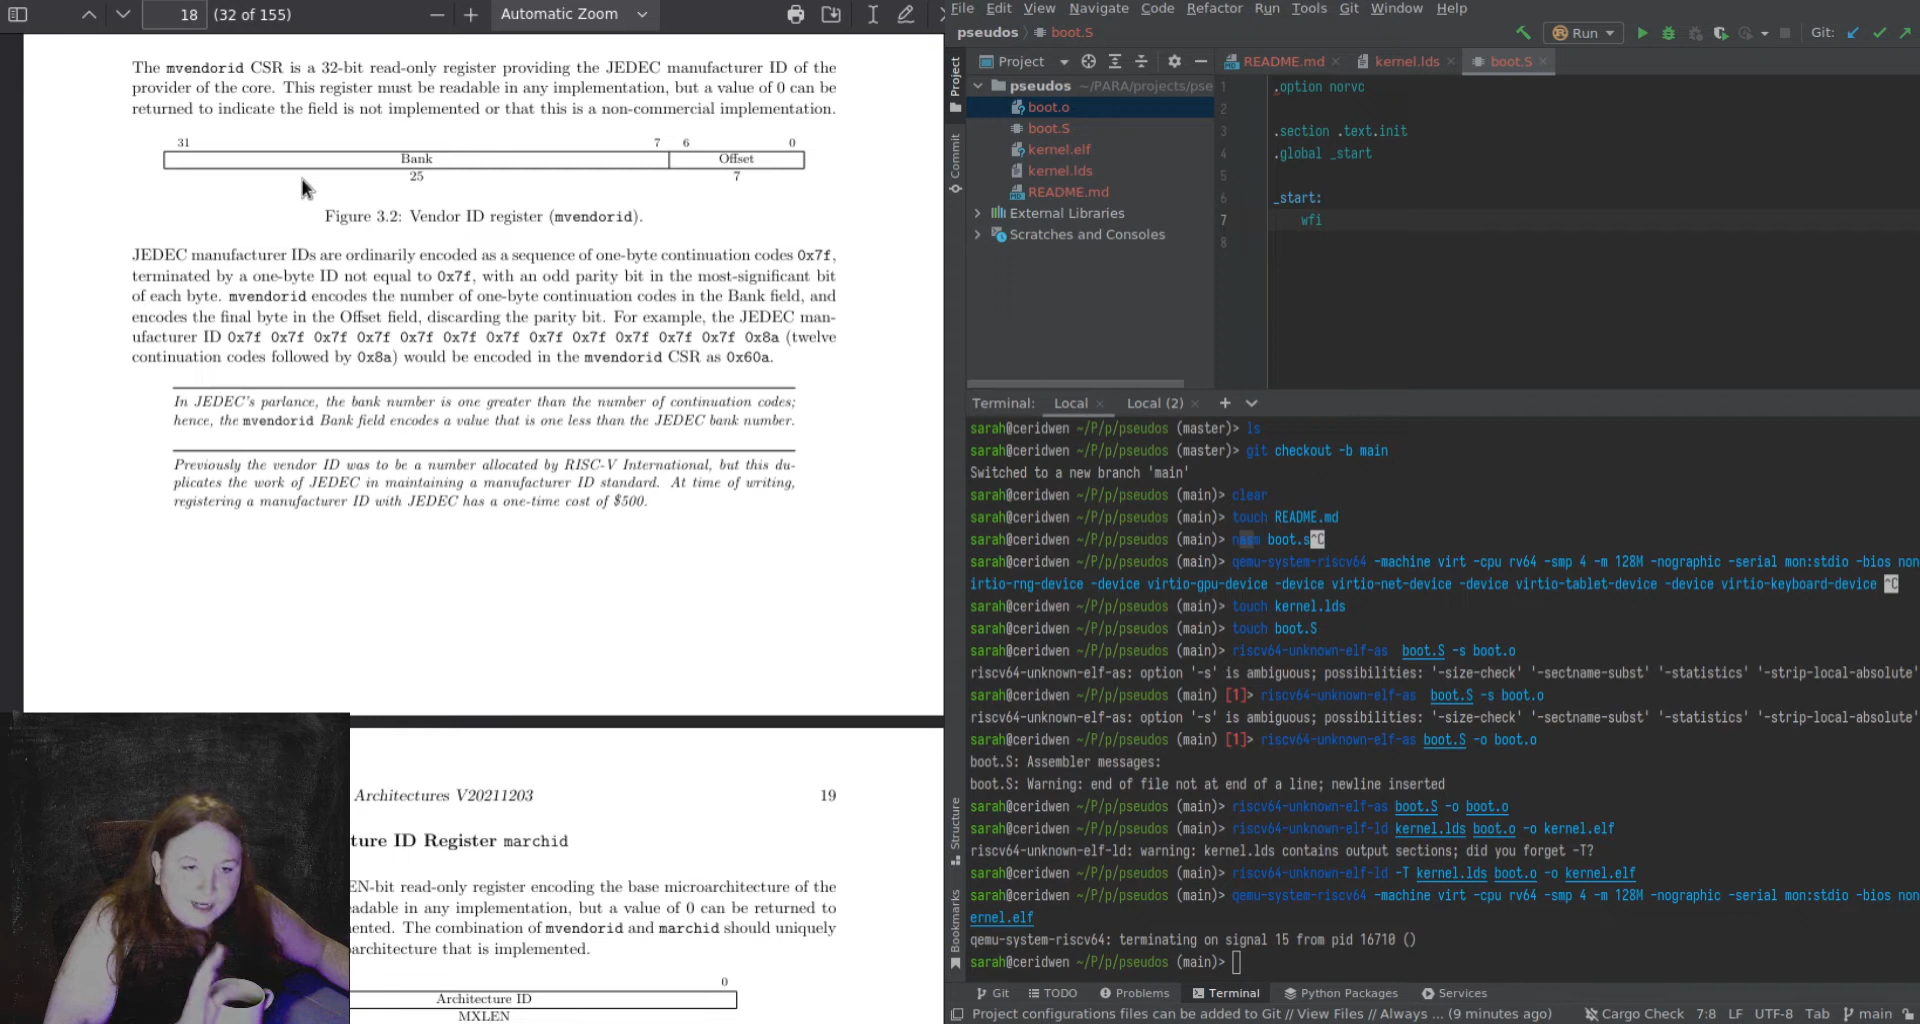 18 (32 of 155) Automatic Zoom
The mvendorid CSR is a 32-bit read-only register providing the JEDEC manufacturer ID of the
provider of the core. This register must be readable in any implementation, but a value of 0 can be
returned to indicate the field is not implemented or that this is a non-commercial implementation.
31 7 6 0
Bank Offset
25 7
Figure 3.2: Vendor ID register (mvendorid).
JEDEC manufacturer IDs are ordinarily encoded as a sequence of one-byte continuation codes 0x7f,
terminated by a one-byte ID not equal to 0x7f, with an odd parity bit in the most-significant bit
of each byte. mvendorid encodes the number of one-byte continuation codes in the Bank field, and
encodes the final byte in the Offset field, discarding the parity bit. For example, the JEDEC man-
ufacturer ID 0x7f 0x7f 0x7f 0x7f 0x7f 0x7f 0x7f 0x7f 0x7f 0x7f 0x7f 0x7f 0x8a (twelve
continuation codes followed by 0x8a) would be encoded in the mvendorid CSR as 0x60a.
In JEDEC's parlance, the bank number is one greater than the number of continuation codes;
hence, the mvendorid Bank field encodes a value that is one less than the JEDEC bank number.
Previously the vendor ID was to be a number allocated by RISC-V International, but this du-
plicates the work of JEDEC in maintaining a manufacturer ID standard. At time of writing,
registering a manufacturer ID with JEDEC has a one-time cost of $500.
Architectures V20211203 19
ture ID Register marchid
EN-bit read-only register encoding the base microarchitecture of the
eadable in any implementation, but a value of 0 can be returned to
ented. The combination of mvendorid and marchid should uniquely
oarchitecture that is implemented.
0
Architecture ID
MXLEN
File Edit View Navigate Code Refactor Run Tools Git Window Help
pseudos boot.S Run Git:
Project README.md kernel.lds boot.S
Project
Commit
pseudos ~/PARA/projects/pse
boot.o
boot.S
kernel.elf
kernel.lds
README.md
External Libraries
Scratches and Consoles
1 .option norvc
2
3 .section .text.init
4 .global _start
5
6 _start:
7 wfi
8
Terminal: Local Local (2)
sarah@ceridwen ~/P/p/pseudos (master)> ls
sarah@ceridwen ~/P/p/pseudos (master)> git checkout -b main
Switched to a new branch 'main'
sarah@ceridwen ~/P/p/pseudos (main)> clear
sarah@ceridwen ~/P/p/pseudos (main)> touch README.md
sarah@ceridwen ~/P/p/pseudos (main)> nasm boot.s^C
sarah@ceridwen ~/P/p/pseudos (main)> qemu-system-riscv64 -machine virt -cpu rv64 -smp 4 -m 128M -nographic -serial mon:stdio -bios non
irtio-rng-device -device virtio-gpu-device -device virtio-net-device -device virtio-tablet-device -device virtio-keyboard-device ^C
sarah@ceridwen ~/P/p/pseudos (main)> touch kernel.lds
sarah@ceridwen ~/P/p/pseudos (main)> touch boot.S
sarah@ceridwen ~/P/p/pseudos (main)> riscv64-unknown-elf-as boot.S -s boot.o
riscv64-unknown-elf-as: option '-s' is ambiguous; possibilities: '-size-check' '-sectname-subst' '-statistics' '-strip-local-absolute'
sarah@ceridwen ~/P/p/pseudos (main) [1]> riscv64-unknown-elf-as boot.S -s boot.o
riscv64-unknown-elf-as: option '-s' is ambiguous; possibilities: '-size-check' '-sectname-subst' '-statistics' '-strip-local-absolute'
sarah@ceridwen ~/P/p/pseudos (main) [1]> riscv64-unknown-elf-as boot.S -o boot.o
boot.S: Assembler messages:
boot.S: Warning: end of file not at end of a line; newline inserted
sarah@ceridwen ~/P/p/pseudos (main)> riscv64-unknown-elf-as boot.S -o boot.o
sarah@ceridwen ~/P/p/pseudos (main)> riscv64-unknown-elf-ld kernel.lds boot.o -o kernel.elf
riscv64-unknown-elf-ld: warning: kernel.lds contains output sections; did you forget -T?
sarah@ceridwen ~/P/p/pseudos (main)> riscv64-unknown-elf-ld -T kernel.lds boot.o -o kernel.elf
sarah@ceridwen ~/P/p/pseudos (main)> qemu-system-riscv64 -machine virt -cpu rv64 -smp 4 -m 128M -nographic -serial mon:stdio -bios non
ernel.elf
qemu-system-riscv64: terminating on signal 15 from pid 16710 ()
sarah@ceridwen ~/P/p/pseudos (main)>
Structure
Bookmarks
Git TODO Problems Terminal Python Packages Services
Project configurations files can be added to Git // View Files // Always ... (9 minutes ago) Cargo Check 7:8 LF UTF-8 Tab main